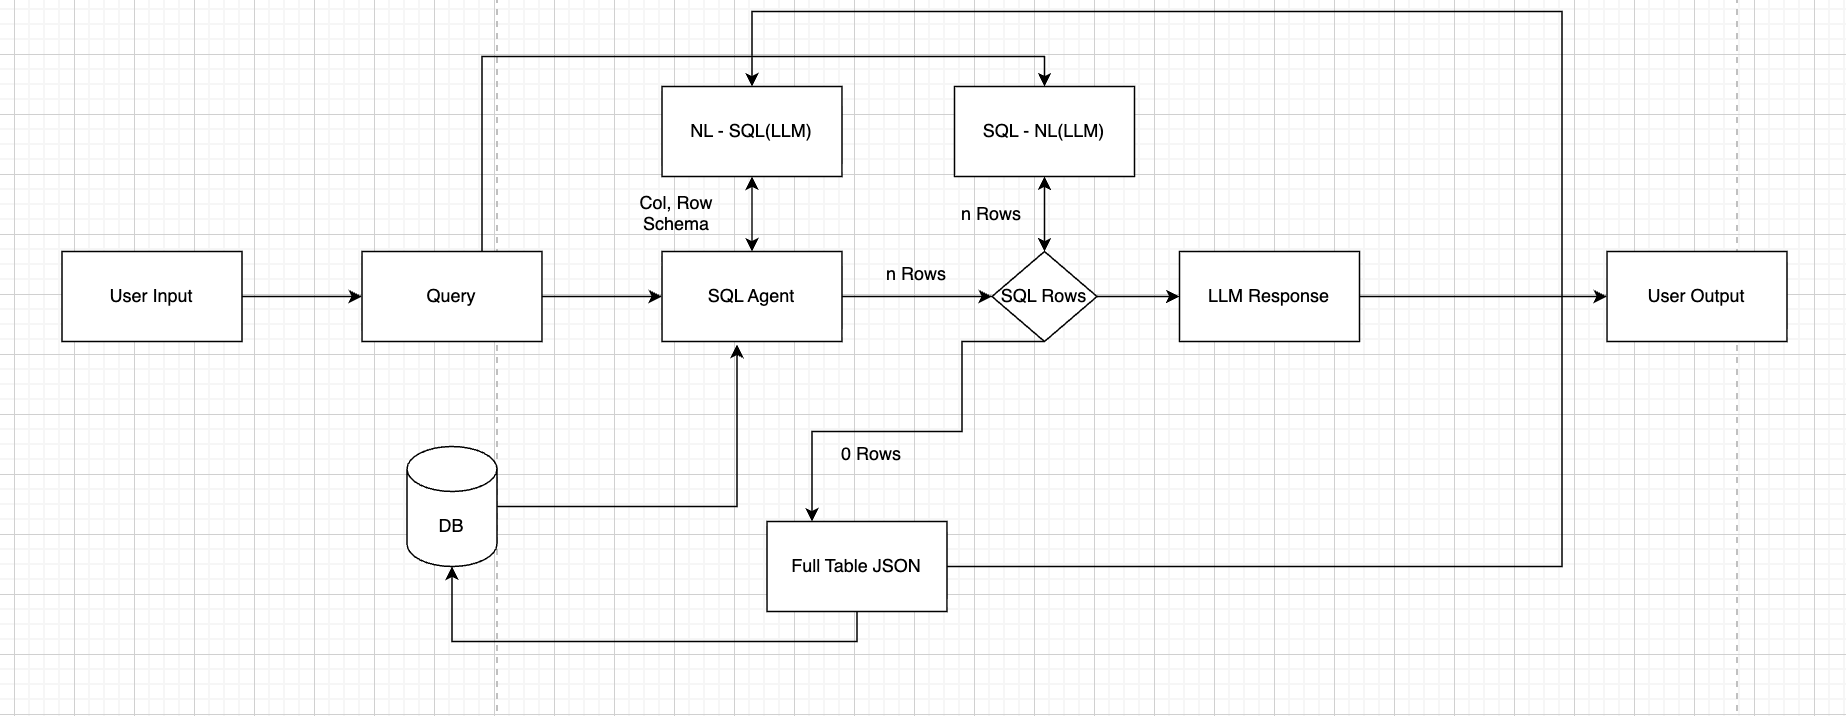 NL - SQL(LLM)
SQL - NL(LLM)
Col, Row
Schema
n Rows
n Rows
User Input
Query
SQL Agent
SQL Rows
LLM Response
User Output
0 Rows
DB
Full Table JSON